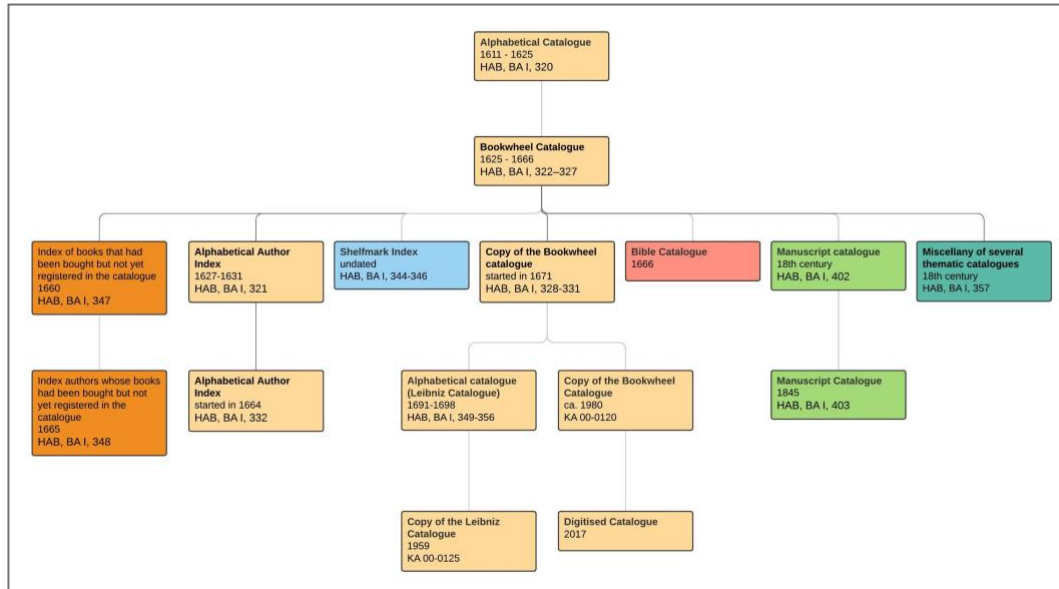 Alphabetical Catalogue
1611 - 1625
HAB, BA I, 320
Bookwheel Catalogue
1625 - 1666
HAB, BA I, 322–327
Index of books that had
been bought but not yet
registered in the catalogue
1660
HAB, BA I, 347
Alphabetical Author
Index
1627-1631
HAB, BA I, 321
Shelfmark Index
undated
HAB, BA I, 344-346
Copy of the Bookwheel
catalogue
started in 1671
HAB, BA I, 328-331
Bible Catalogue
1666
Manuscript catalogue
18th century
HAB, BA I, 402
Miscellany of several
thematic catalogues
18th century
HAB, BA I, 357
Index authors whose books
had been bought but not
yet registered in the
catalogue
1665
HAB, BA I, 348
Alphabetical Author
Index
started in 1664
HAB, BA I, 332
Alphabetical catalogue
(Leibniz Catalogue)
1691-1698
HAB, BA I, 349-356
Copy of the Bookwheel
Catalogue
ca. 1980
KA 00-0120
Manuscript Catalogue
1845
HAB, BA I, 403
Copy of the Leibniz
Catalogue
1959
KA 00-0125
Digitised Catalogue
2017